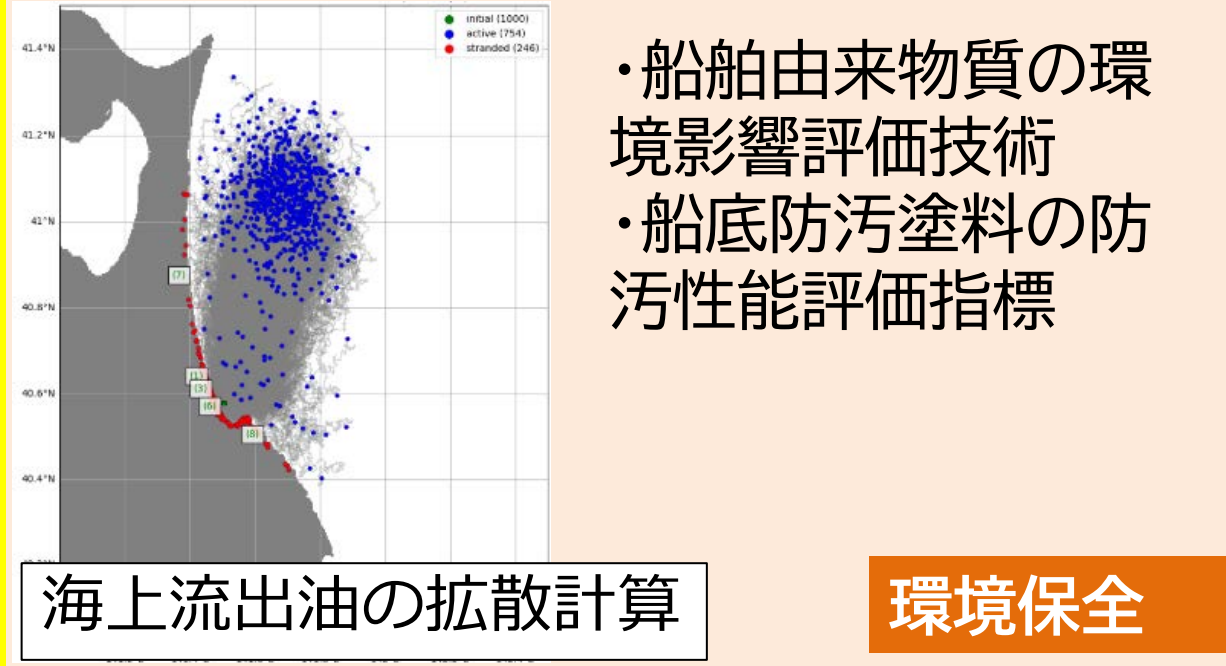 initial (1000)
active (754)
stranded (246)
41.4°N
41.2°N
41°N
40.8°N
40.6°N
40.4°N
(7)
(1)
(3)
(6)
(8)
・船舶由来物質の環
境影響評価技術
・船底防汚塗料の防
汚性能評価指標
海上流出油の拡散計算
環境保全